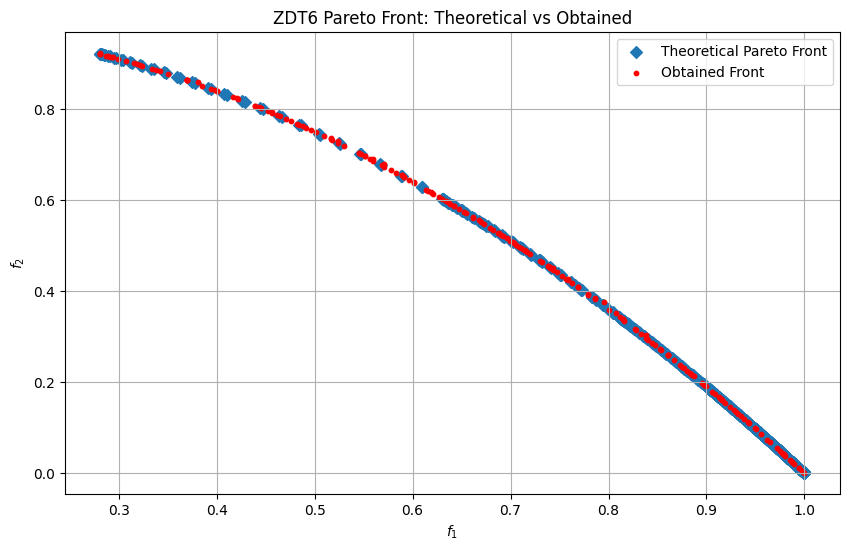 ZDT6 Pareto Front: Theoretical vs Obtained
Theoretical Pareto Front
Obtained Front
0.8
0.6
0.4
0.2
0.0
f₂
0.3 0.4 0.5 0.6 0.7 0.8 0.9 1.0
f₁